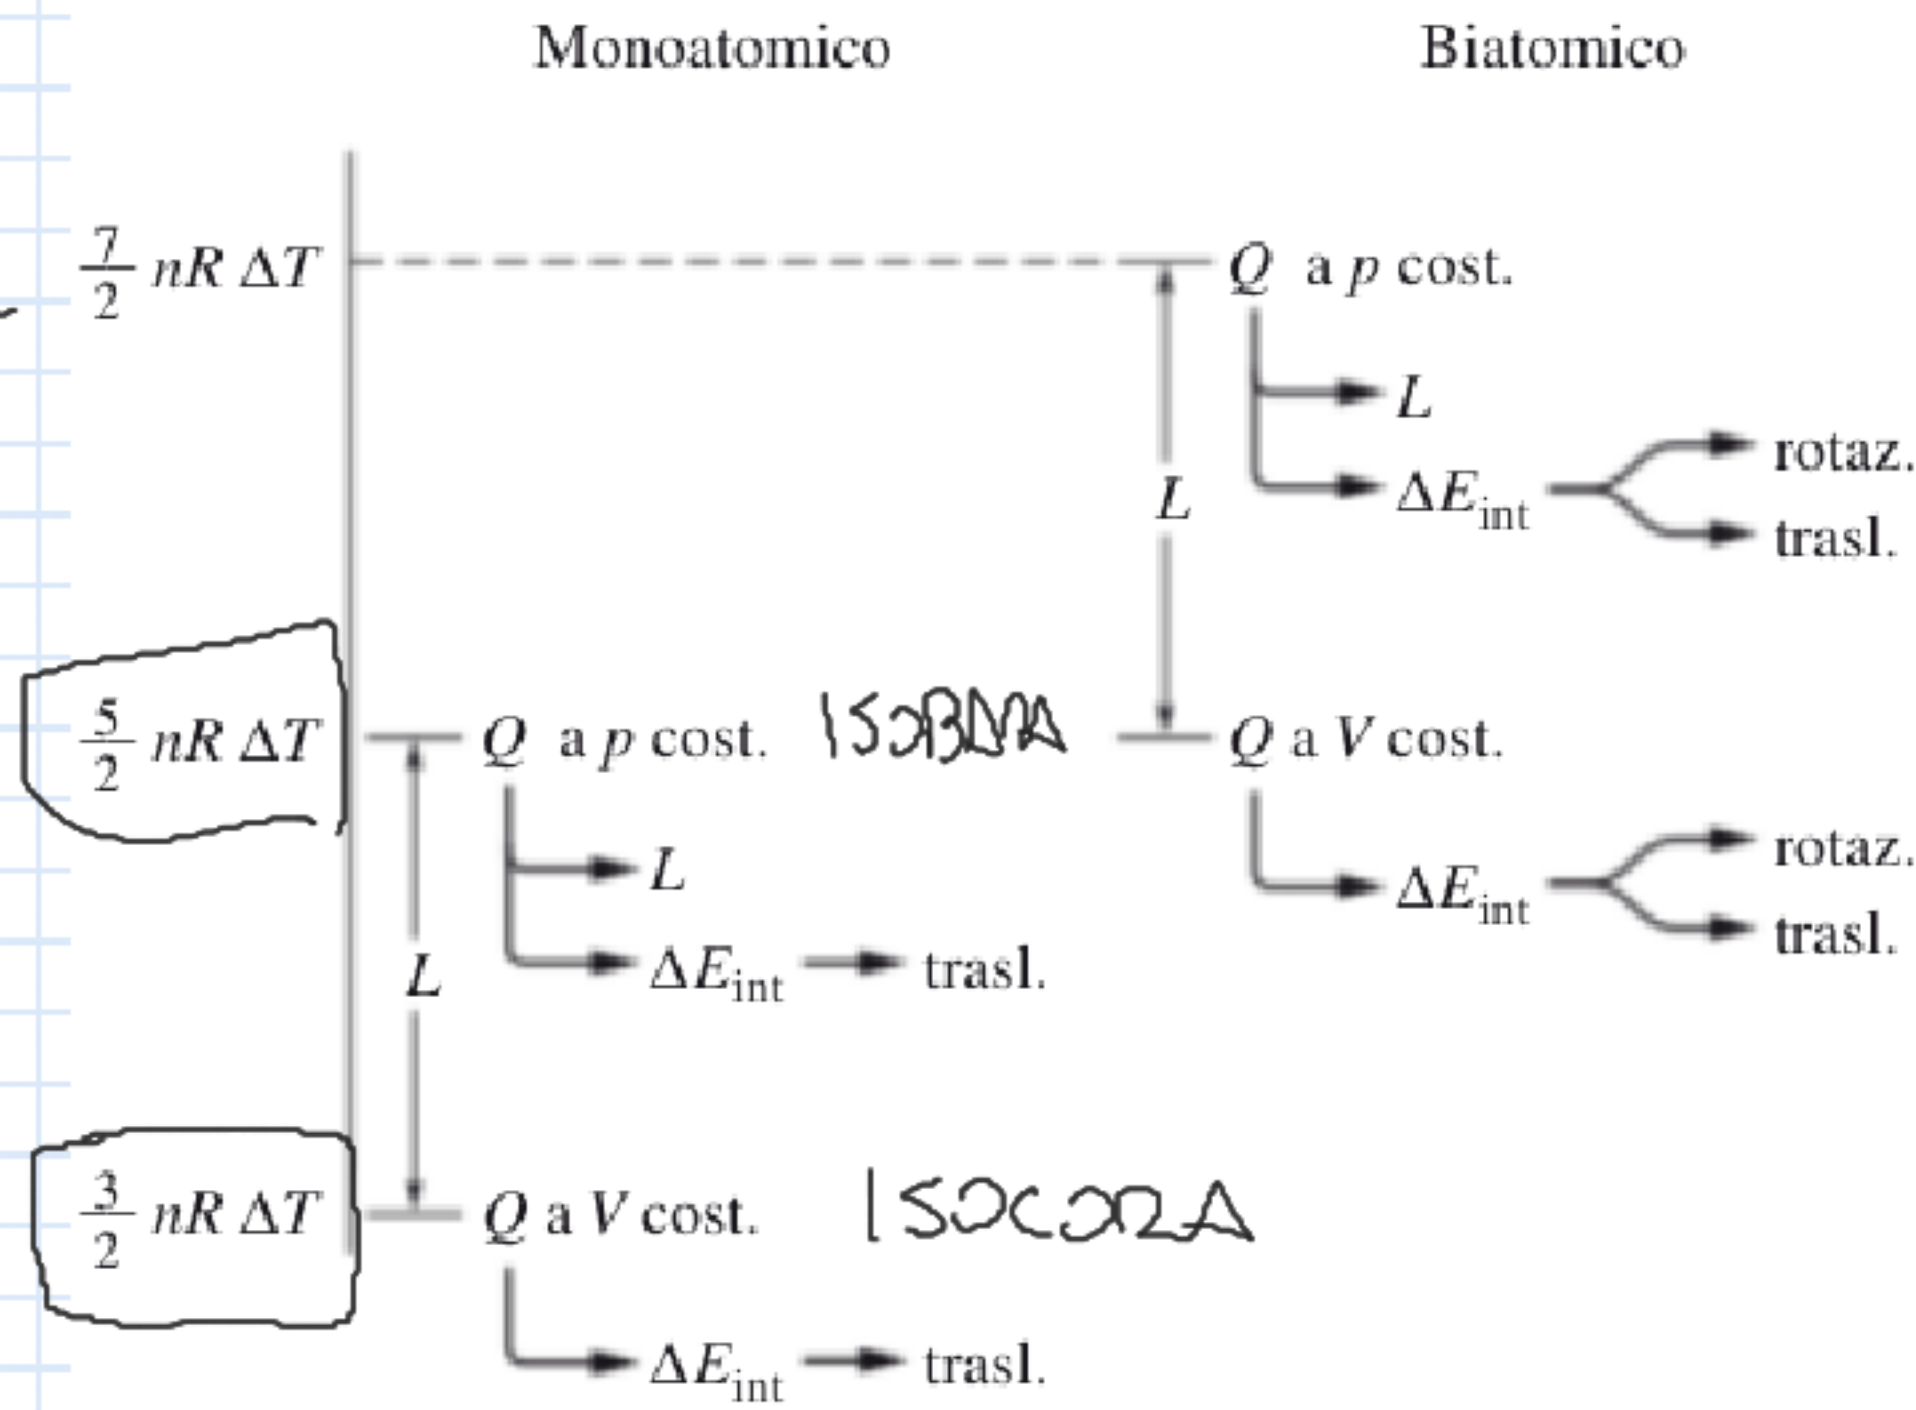 Monoatomico Biatomico
7/2 nR ΔT Q a p cost.
L
rotaz.
L ΔE_int
trasl.
5/2 nR ΔT Q a p cost. ISOBARA Q a V cost.
rotaz.
L ΔE_int
trasl.
L ΔE_int trasl.
3/2 nR ΔT Q a V cost. ISOCORA
ΔE_int trasl.